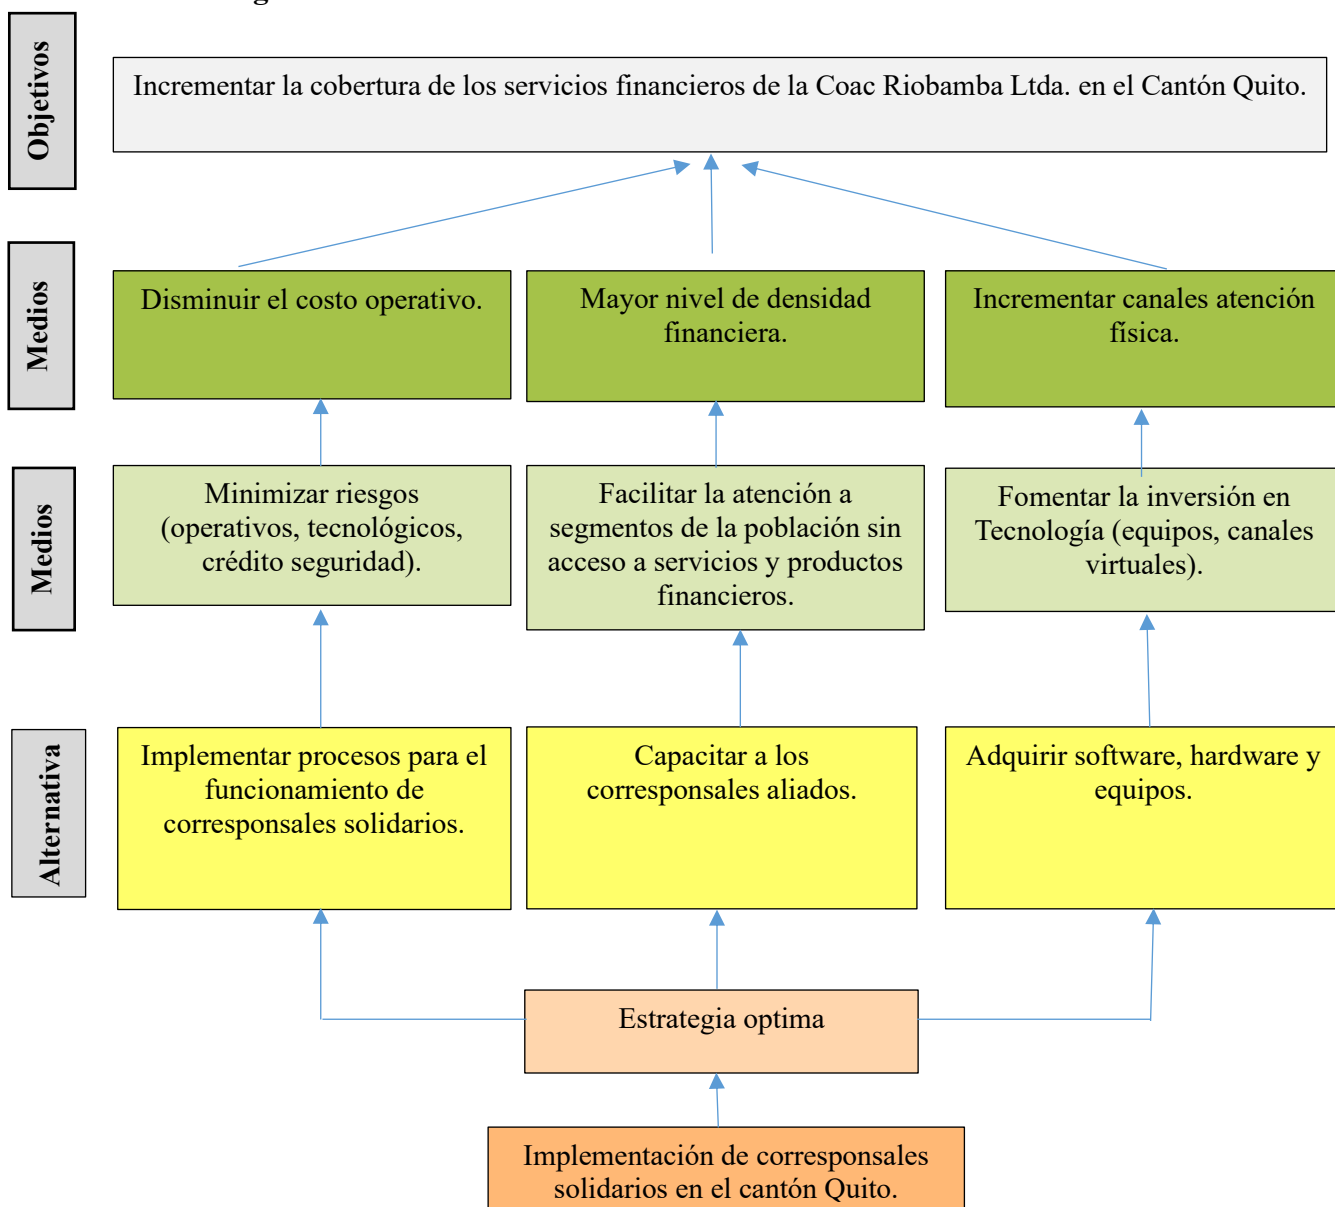 Objetivos
Incrementar la cobertura de los servicios financieros de la Coac Riobamba Ltda. en el Cantón Quito.
Medios
Disminuir el costo operativo.
Mayor nivel de densidad
financiera.
Incrementar canales atención
física.
Medios
Minimizar riesgos
(operativos, tecnológicos,
crédito seguridad).
Facilitar la atención a
segmentos de la población sin
acceso a servicios y productos
financieros.
Fomentar la inversión en
Tecnología (equipos, canales
virtuales).
Alternativa
Implementar procesos para el
funcionamiento de
corresponsales solidarios.
Capacitar a los
corresponsales aliados.
Adquirir software, hardware y
equipos.
Estrategia optima
Implementación de corresponsales
solidarios en el cantón Quito.